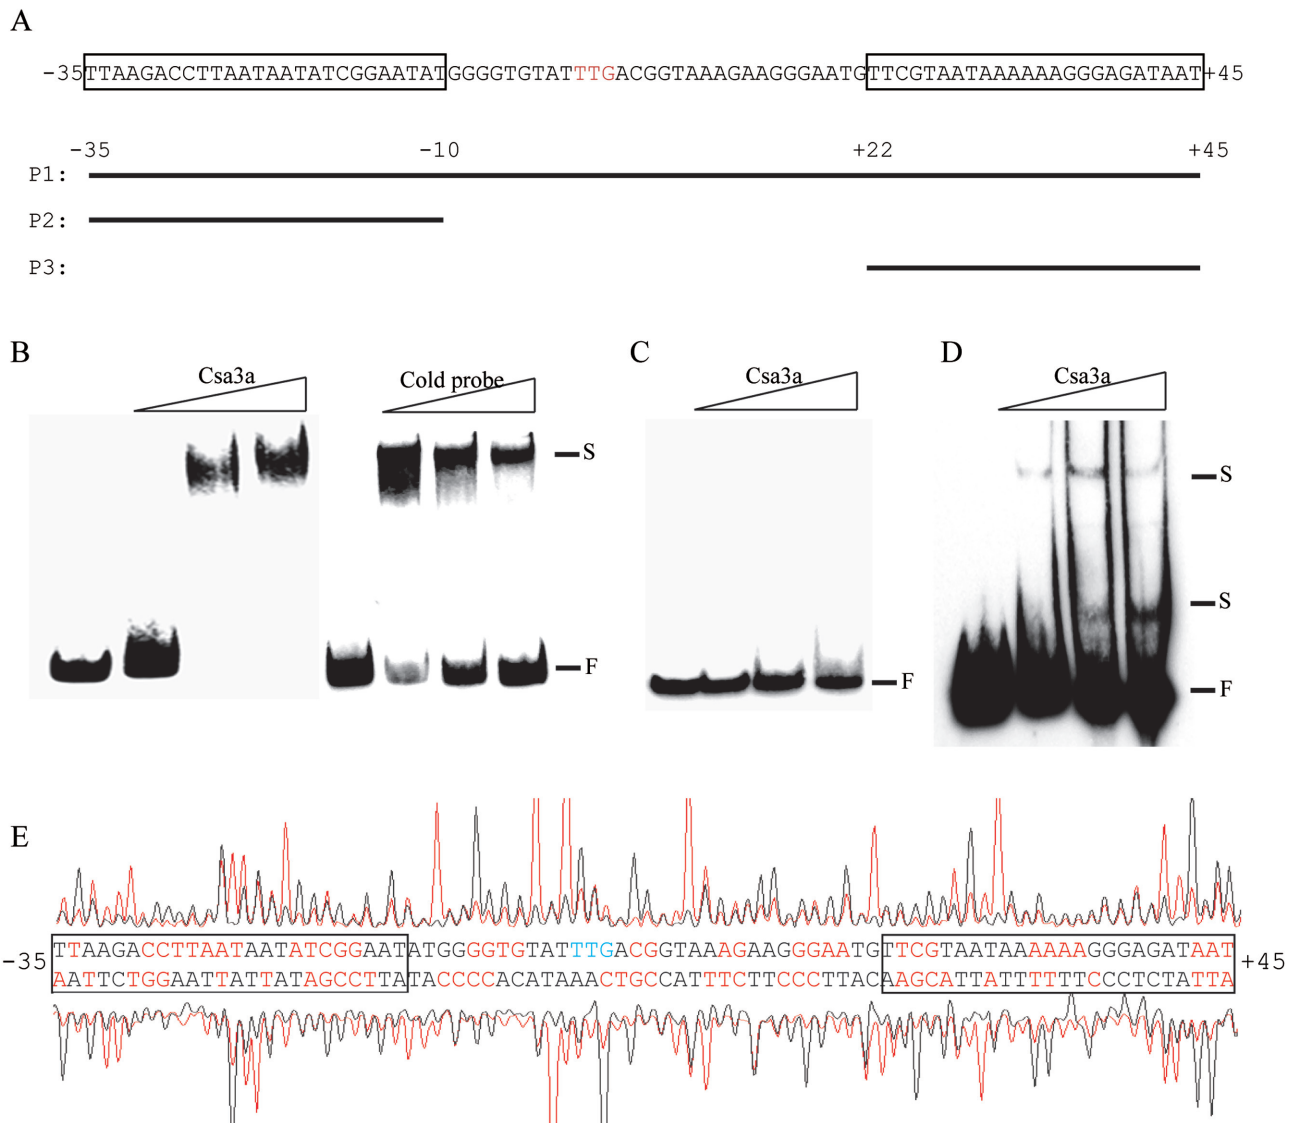 A
-35TTAAGACCTTAATAATATCGGAATATGGGGTGTATTTGACGGTAAAGAAGGGAATGTTCGTAATAAAAAAGGGAGATAAT+45
-35 -10 +22 +45
P1:
P2:
P3:
B C D
Csa3a Cold probe Csa3a Csa3a
S
S
S
F
F
F
E
-35 TTAAGACCTTAATAATATCGGAATATGGGGTGTATTTGACGGTAAAGAAGGGAATGTTCGTAATAAAAAAGGGAGATAAT +45
AATTCTGGAATTATTATAGCCTTATACCCCACATAAACTGCCATTTCTTCCCTTACAAGCATTATTTTTTCCCTCTATTA